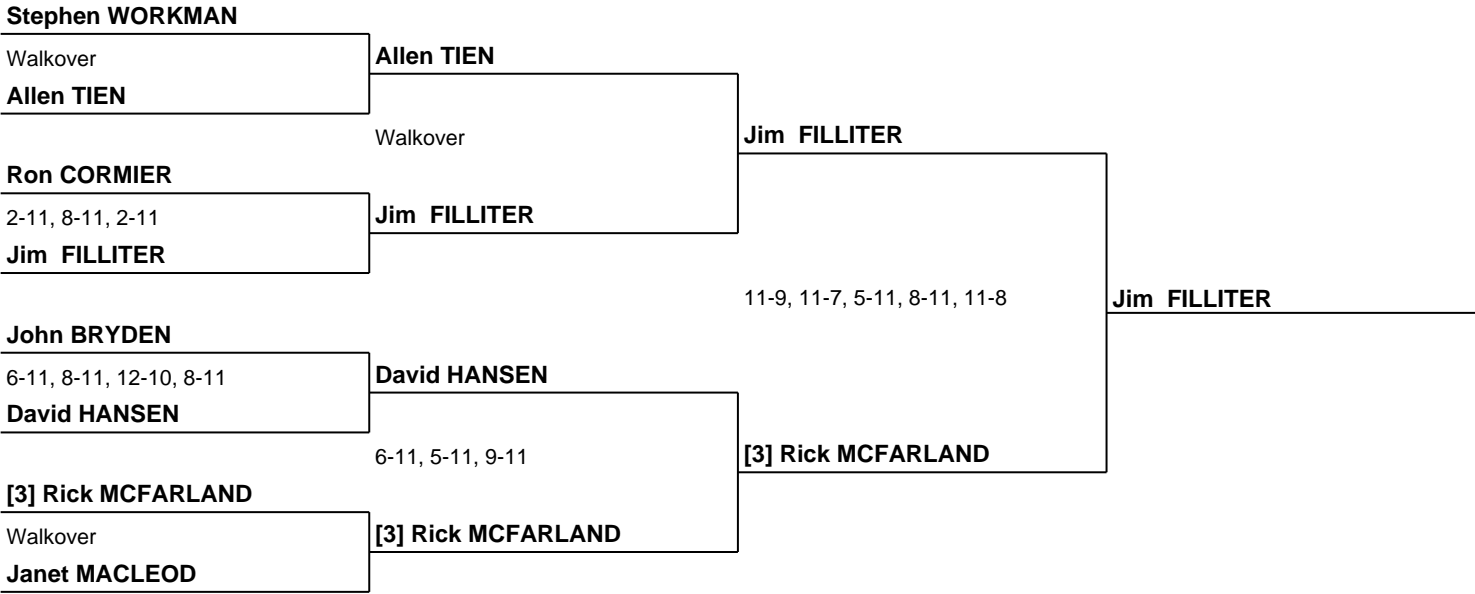 Stephen WORKMAN
Walkover
Allen TIEN
Allen TIEN
Walkover
Jim  FILLITER
Ron CORMIER
2-11, 8-11, 2-11
Jim  FILLITER
Jim  FILLITER
11-9, 11-7, 5-11, 8-11, 11-8
Jim  FILLITER
John BRYDEN
6-11, 8-11, 12-10, 8-11
David HANSEN
David HANSEN
6-11, 5-11, 9-11
[3] Rick MCFARLAND
[3] Rick MCFARLAND
Walkover
Janet MACLEOD
[3] Rick MCFARLAND